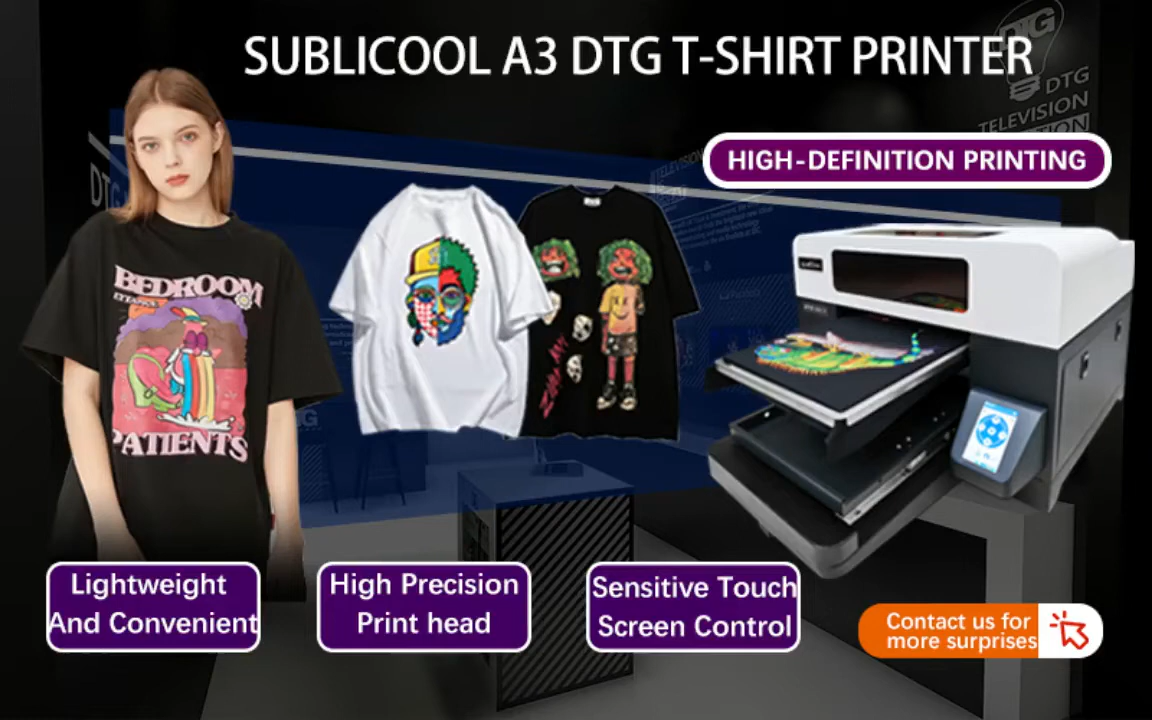 SUBLICOOL A3 DTG T-SHIRT PRINTER
DTG
DTG
TELEVISION
HIGH-DEFINITION PRINTING
BEDROOM
PATIENTS
Lightweight
And Convenient
High Precision
Print head
Sensitive Touch
Screen Control
Contact us for
more surprises